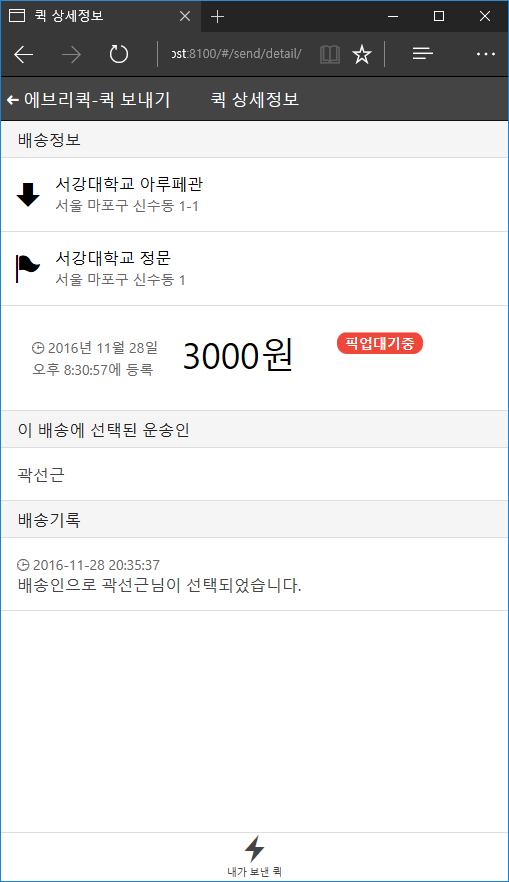 퀵 상세정보
ost:8100/#/send/detail/
에브리퀵-퀵 보내기 퀵 상세정보
배송정보
서강대학교 아루페관
서울 마포구 신수동 1-1
서강대학교 정문
서울 마포구 신수동 1
2016년 11월 28일
오후 8:30:57에 등록
3000원
픽업대기중
이 배송에 선택된 운송인
곽선근
배송기록
2016-11-28 20:35:37
배송인으로 곽선근님이 선택되었습니다.
내가 보낸 퀵